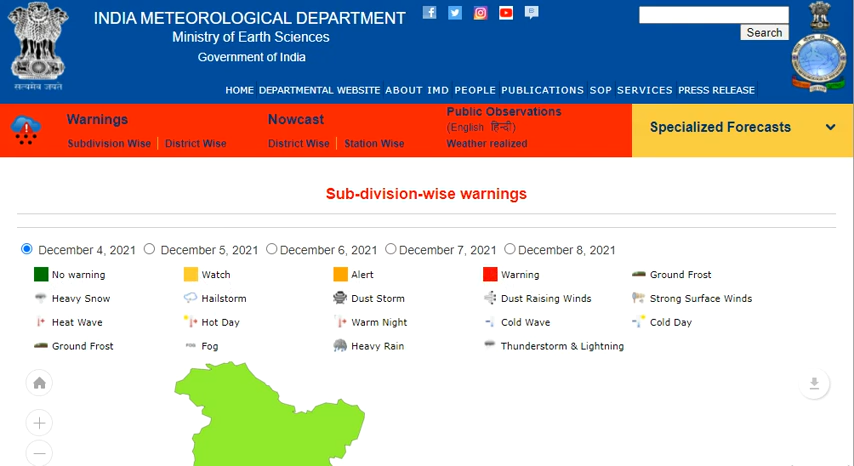 INDIA METEOROLOGICAL DEPARTMENT
Ministry of Earth Sciences
Government of India
Search
सत्यमेव जयते
HOME DEPARTMENTAL WEBSITE ABOUT IMD PEOPLE PUBLICATIONS SOP SERVICES PRESS RELEASE
Warnings
Subdivision Wise District Wise
Nowcast
District Wise Station Wise
Public Observations
(English हिन्दी)
Weather realized
Specialized Forecasts
Sub-division-wise warnings
December 4, 2021 December 5, 2021 December 6, 2021 December 7, 2021 December 8, 2021
No warning Watch Alert Warning Ground Frost
Heavy Snow Hailstorm Dust Storm Dust Raising Winds Strong Surface Winds
Heat Wave Hot Day Warm Night Cold Wave Cold Day
Ground Frost Fog Heavy Rain Thunderstorm & Lightning